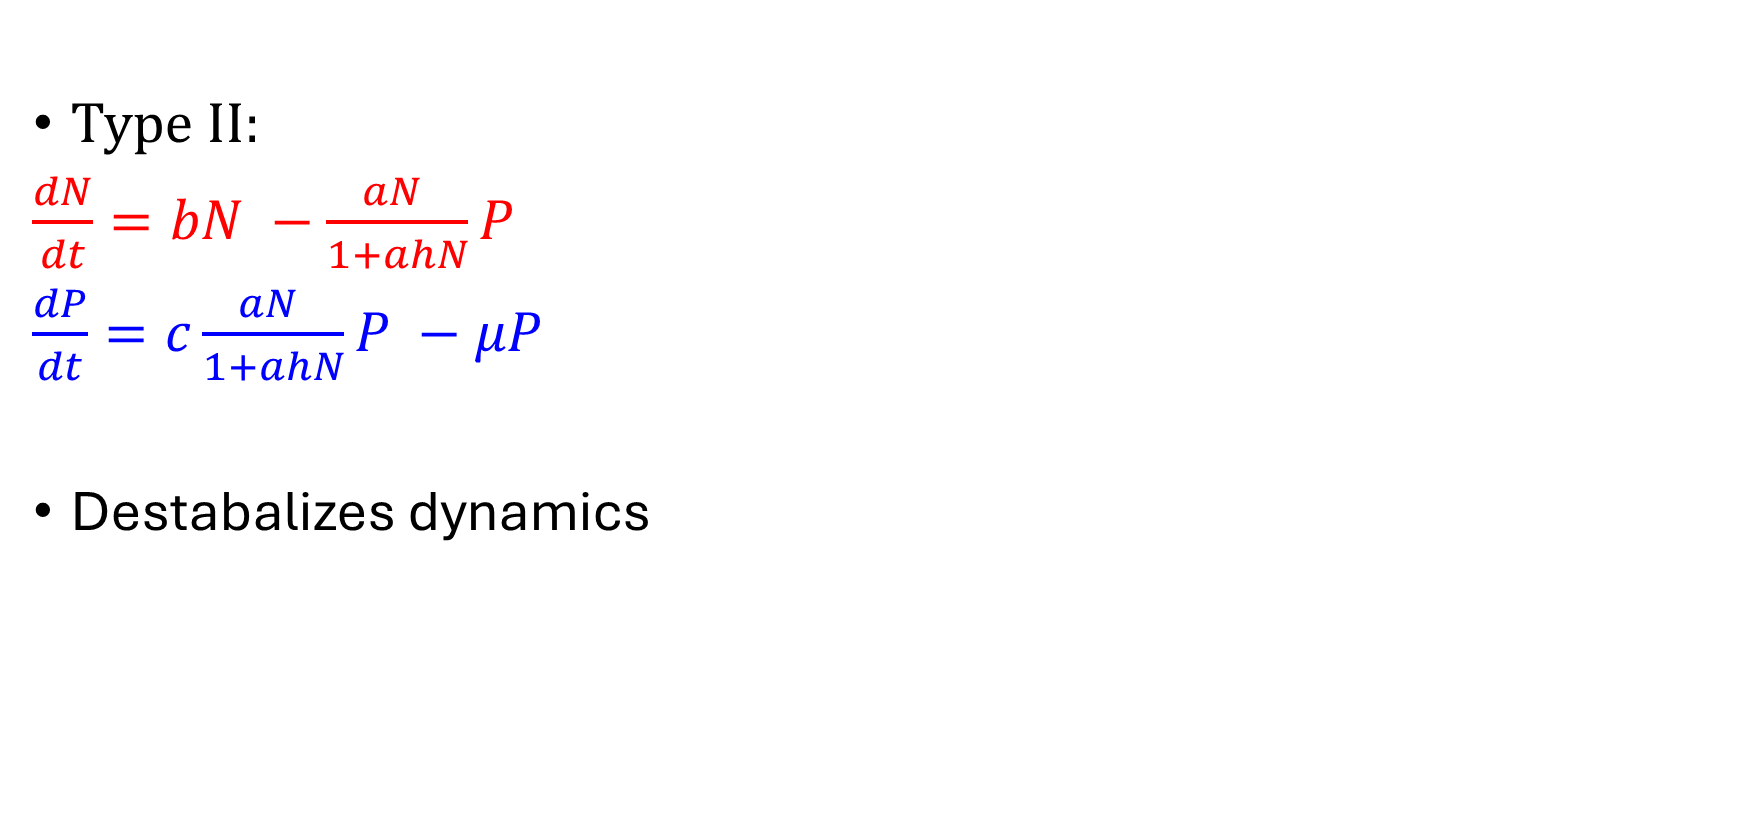 • Type II:
dN/dt = bN − aN/(1+ahN) P
dP/dt = c aN/(1+ahN) P − μP
• Destabalizes dynamics